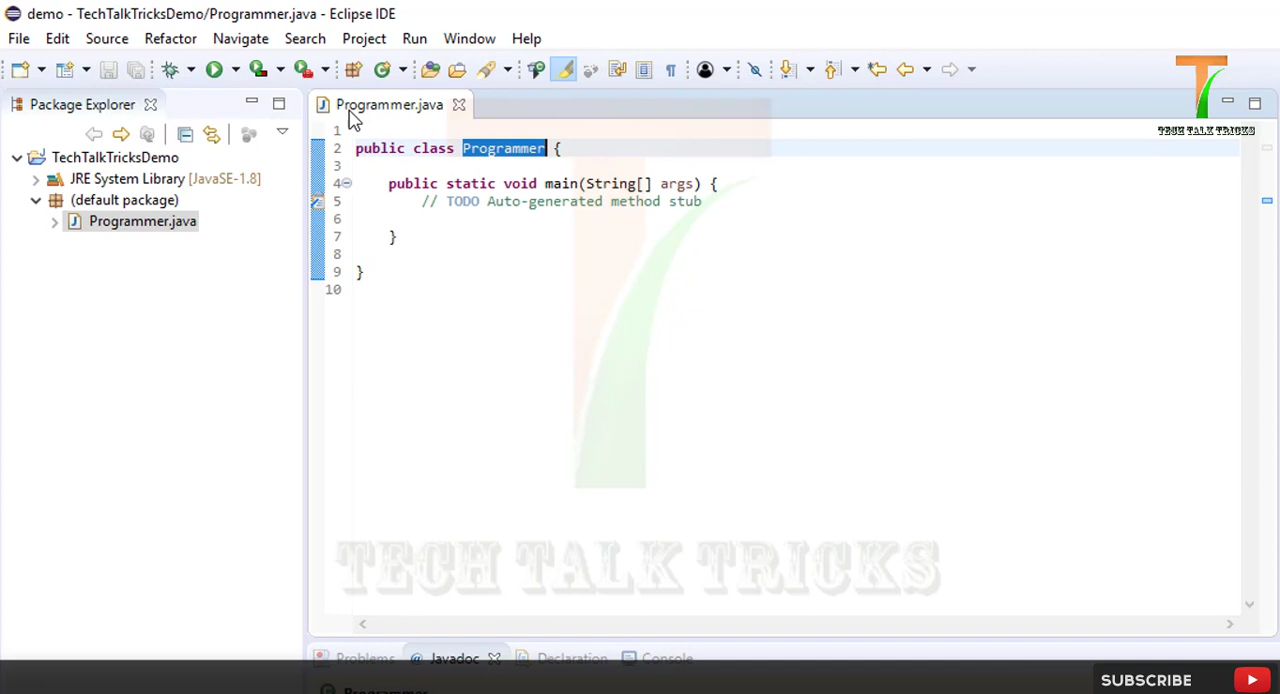 demo - TechTalkTricksDemo/Programmer.java - Eclipse IDE
File Edit Source Refactor Navigate Search Project Run Window Help
TECH TALK TRICKS
Package Explorer
Programmer.java
TechTalkTricksDemo
JRE System Library [JavaSE-1.8]
(default package)
Programmer.java
1
2 public class Programmer {
3
4 public static void main(String[] args) {
5 // TODO Auto-generated method stub
6
7 }
8
9 }
10
TECH TALK TRICKS
Problems @ Javadoc Declaration Console
Programmer
SUBSCRIBE